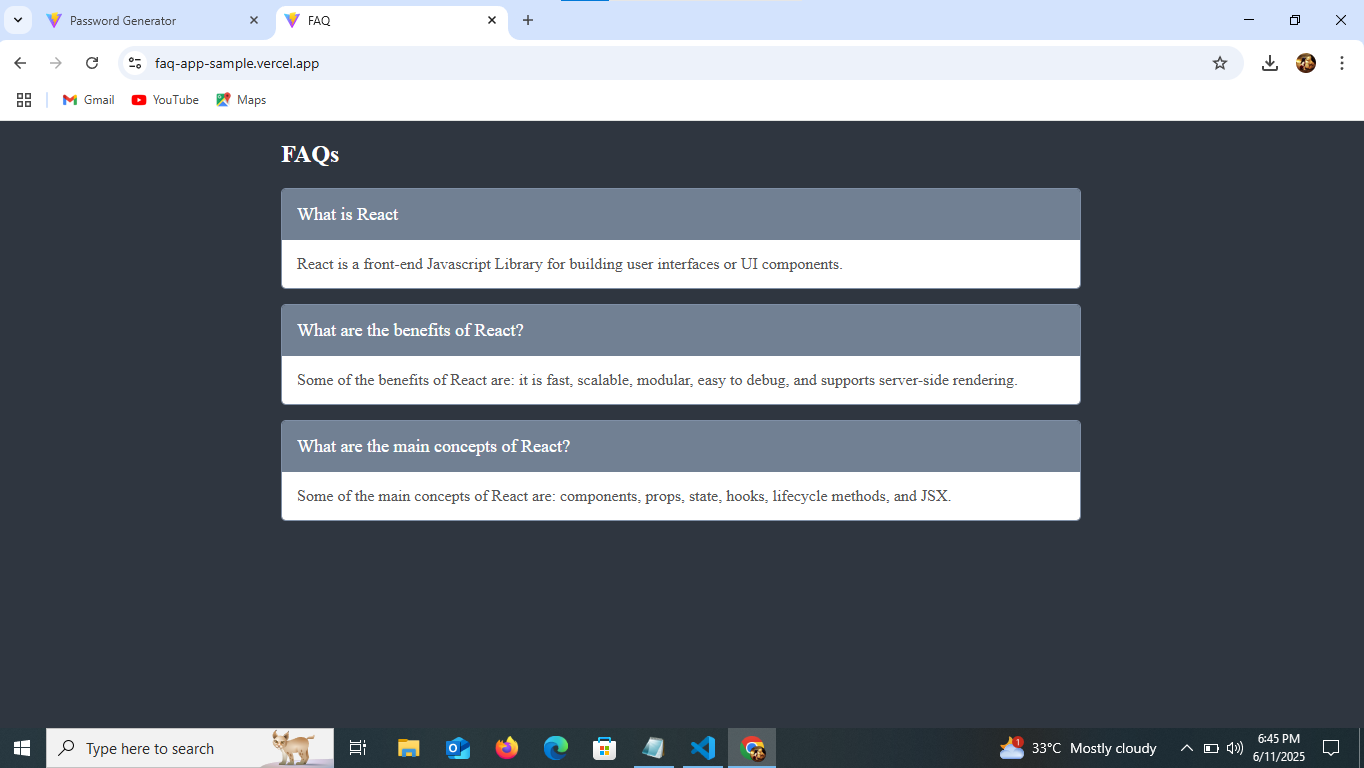 Password Generator
FAQ
faq-app-sample.vercel.app
Gmail
YouTube
Maps
FAQs
What is React
React is a front-end Javascript Library for building user interfaces or UI components.
What are the benefits of React?
Some of the benefits of React are: it is fast, scalable, modular, easy to debug, and supports server-side rendering.
What are the main concepts of React?
Some of the main concepts of React are: components, props, state, hooks, lifecycle methods, and JSX.
Type here to search
1
33°C Mostly cloudy
6:45 PM
6/11/2025